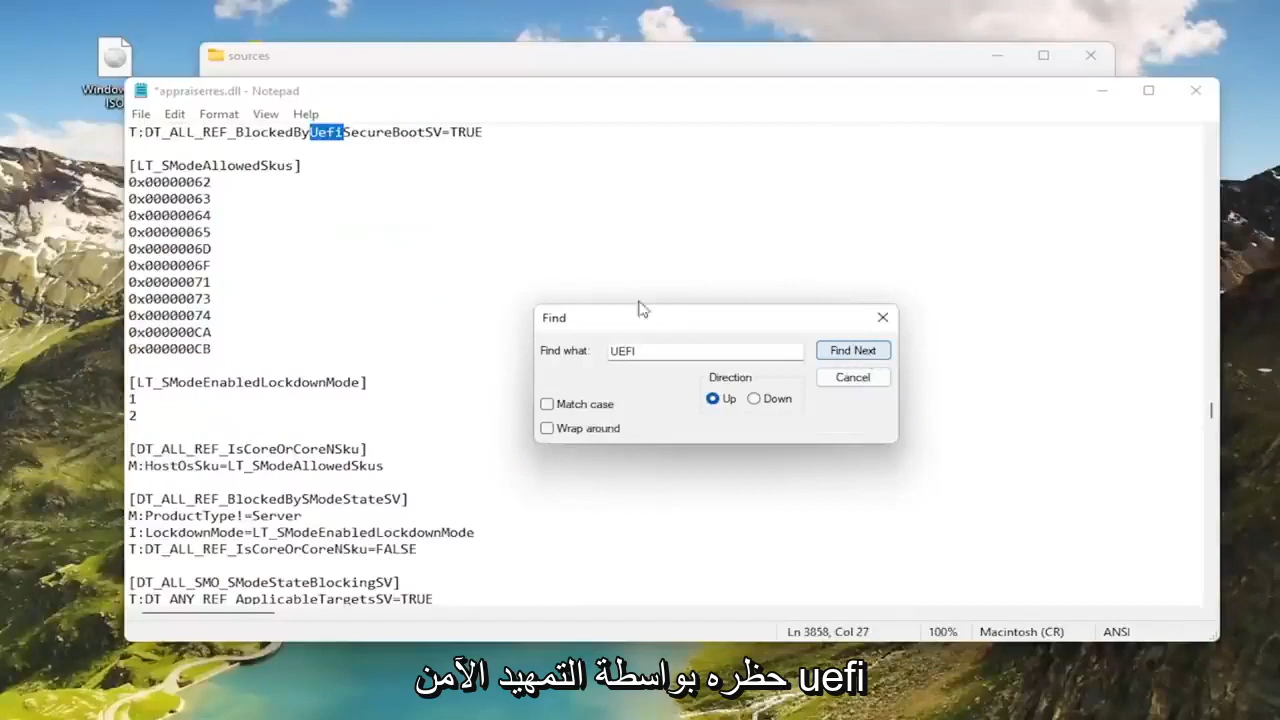 sources
Window
ISO
*appraiserres.dll - Notepad
File Edit Format View Help
T:DT_ALL_REF_BlockedByUefiSecureBootSV=TRUE
[LT_SModeAllowedSkus]
0x00000062
0x00000063
0x00000064
0x00000065
0x0000006D
0x0000006F
0x00000071
0x00000073
0x00000074
0x000000CA
0x000000CB
[LT_SModeEnabledLockdownMode]
1
2
[DT_ALL_REF_IsCoreOrCoreNSku]
M:HostOsSku=LT_SModeAllowedSkus
[DT_ALL_REF_BlockedBySModeStateSV]
M:ProductType!=Server
I:LockdownMode=LT_SModeEnabledLockdownMode
T:DT_ALL_REF_IsCoreOrCoreNSku=FALSE
[DT_ALL_SMO_SModeStateBlockingSV]
T:DT_ANY_REF_ApplicableTargetsSV=TRUE
Find
Find what: UEFI
Find Next
Direction
Cancel
Up Down
Match case
Wrap around
Ln 3858, Col 27 100% Macintosh (CR) ANSI
uefi حظره بواسطة التمهيد الآمن